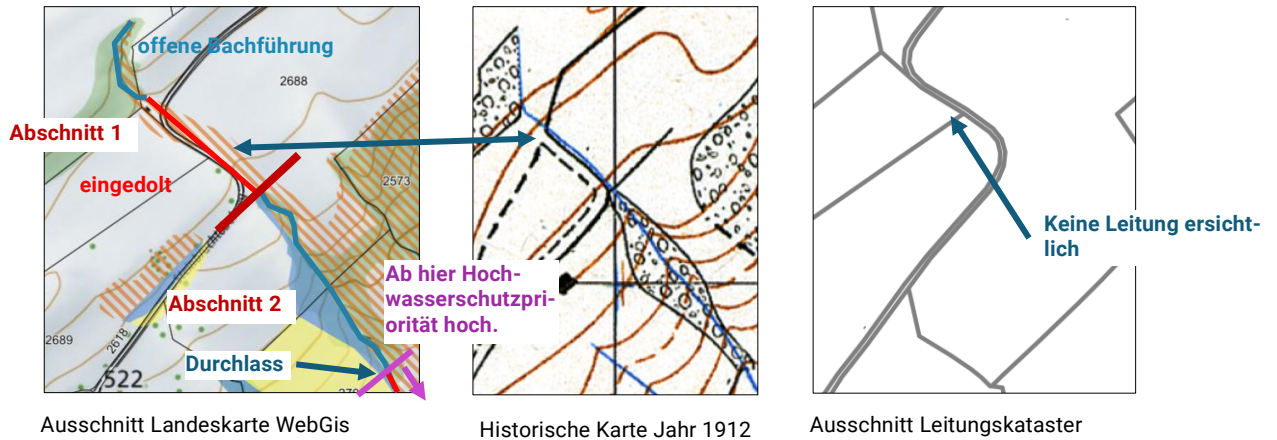 offene Bachführung
2688
Abschnitt 1
2573
eingedolt
Keine Leitung ersicht-
lich
Ab hier Hoch-
wasserschutzpri-
orität hoch.
Abschnitt 2
2618
2689
Durchlass
522
Ausschnitt Landeskarte WebGis
Historische Karte Jahr 1912
Ausschnitt Leitungskataster